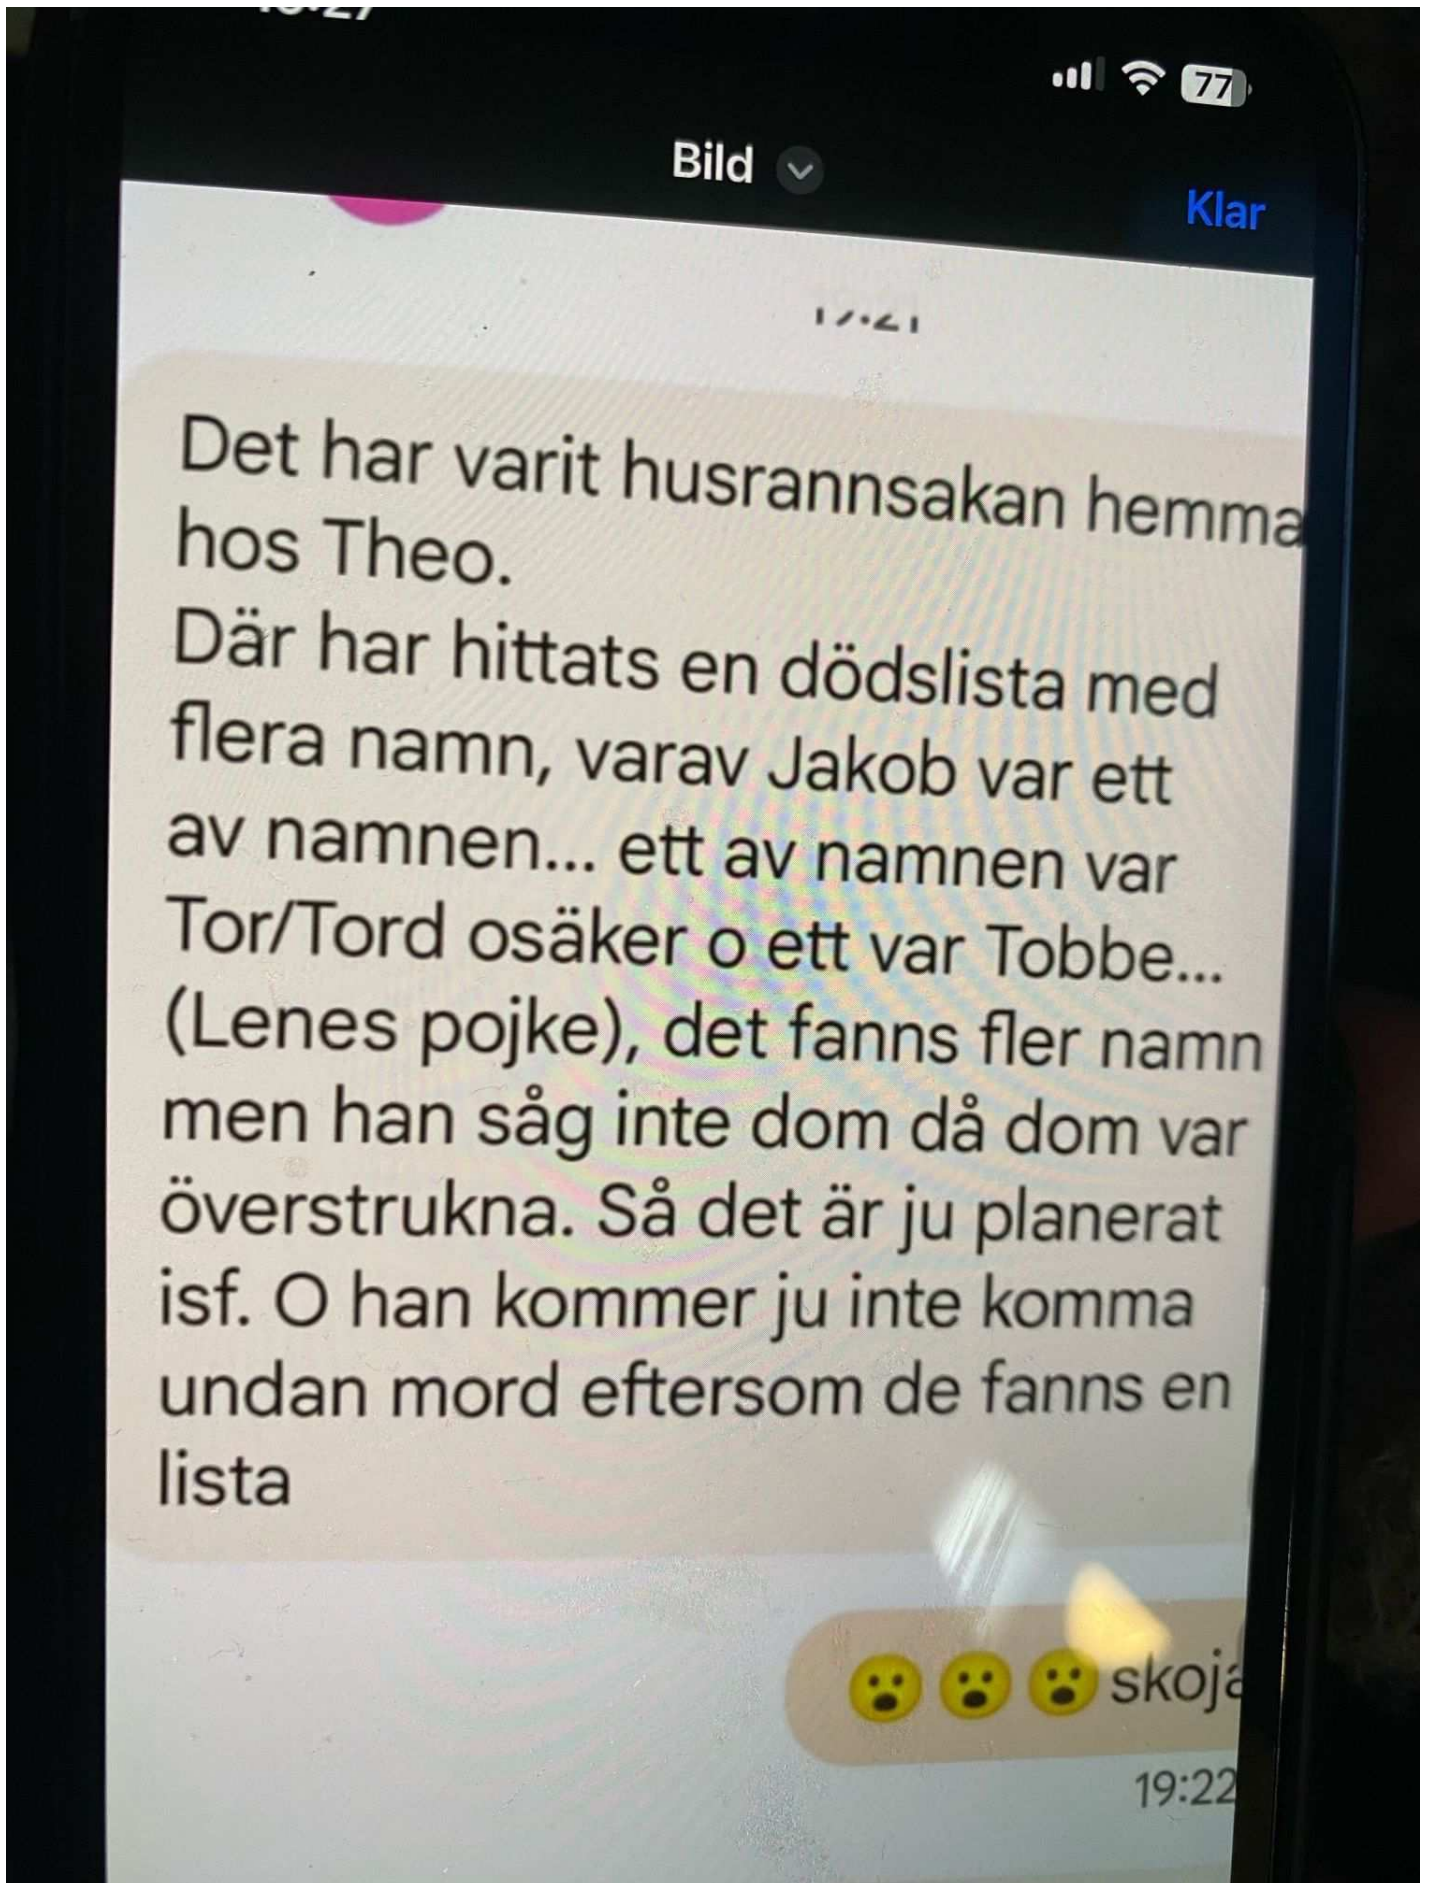 77
Bild
Klar
Det har varit husrannsakan hemma
hos Theo.
Där har hittats en dödslista med
flera namn, varav Jakob var ett
av namnen... ett av namnen var
Tor/Tord osäker o ett var Tobbe...
(Lenes pojke), det fanns fler namn
men han såg inte dom då dom var
överstrukna. Så det är ju planerat
isf. O han kommer ju inte komma
undan mord eftersom de fanns en
lista
😮😮😮
19:22